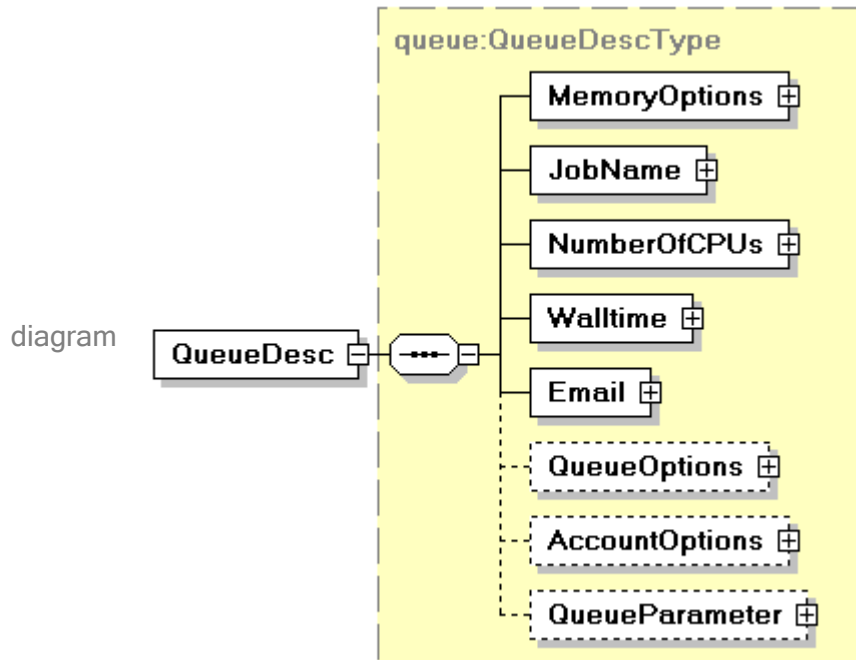 queue:QueueDescType
MemoryOptions
JobName
NumberOfCPUs
Walltime
diagram
QueueDesc
Email
QueueOptions
AccountOptions
QueueParameter